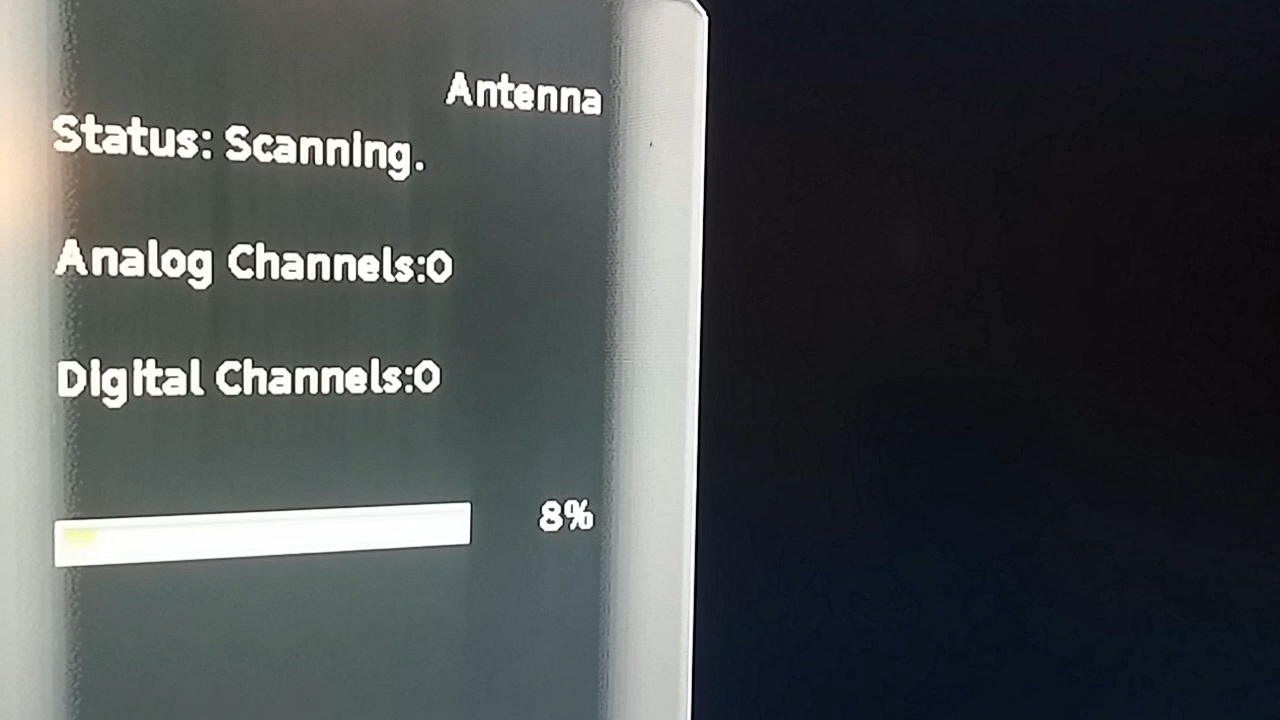 Antenna
Status: Scanning.
Analog Channels:0
Digital Channels:0
8%